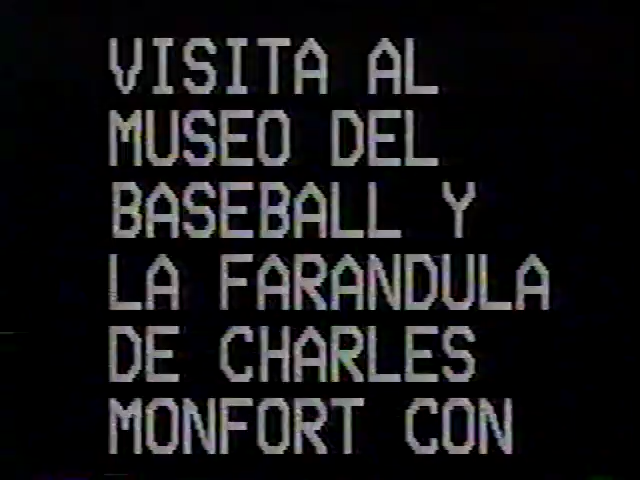 VISITA AL
MUSEO DEL
BASEBALL Y
LA FARANDULA
DE CHARLES
MONFORT CON